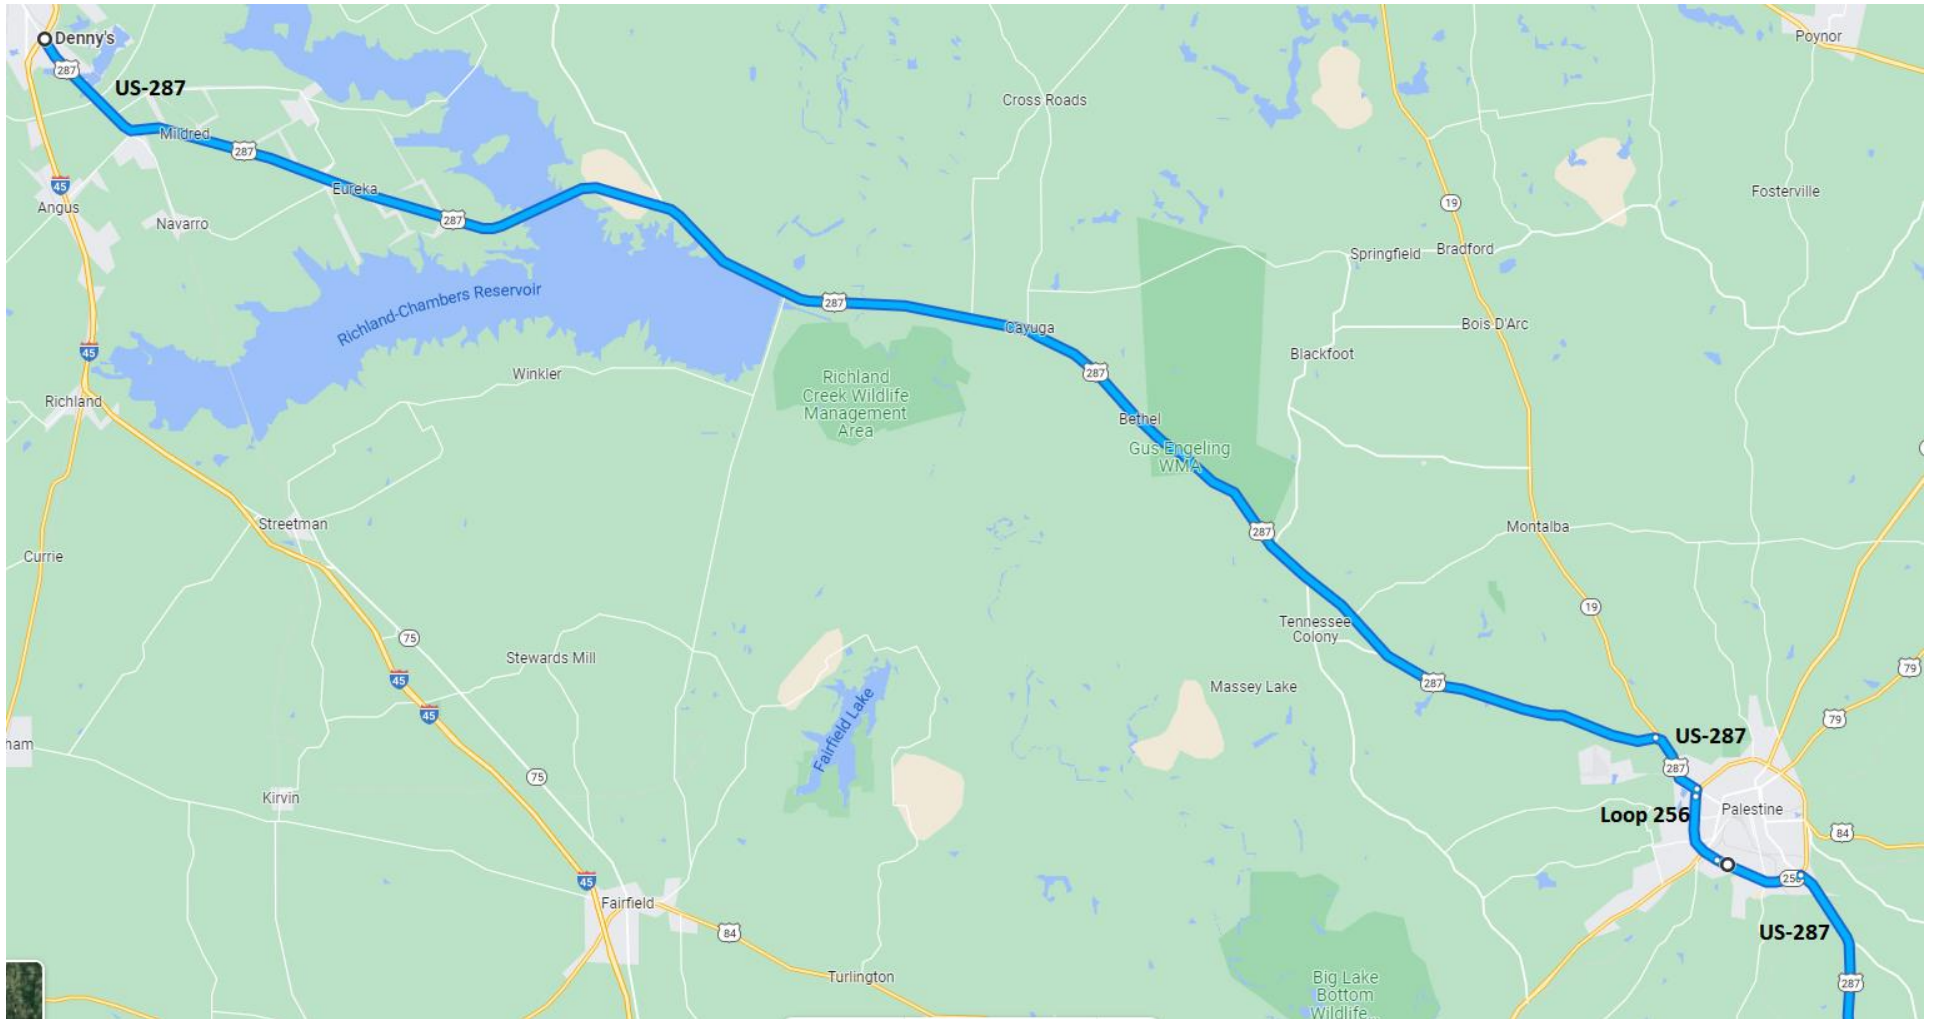 Denny's
287
US-287
Poynor
Cross Roads
Mildred
287
45
Eureka
Angus
Navarro
287
19
Fosterville
Springfield
Bradford
Richland-Chambers Reservoir
287
Cayuga
Bois D'Arc
45
Winkler
Blackfoot
287
Richland
Creek Wildlife
Management
Area
Richland
Bethel
Gus Engeling
WMA
Streetman
287
Montalba
Currie
19
75
Tennessee
Colony
Stewards Mill
45
79
Massey Lake
287
45
Fairfield Lake
79
US-287
287
75
Kirvin
Loop 256
Palestine
84
45
Fairfield
84
US-287
Turlington
Big Lake
Bottom
Wildlife...
287